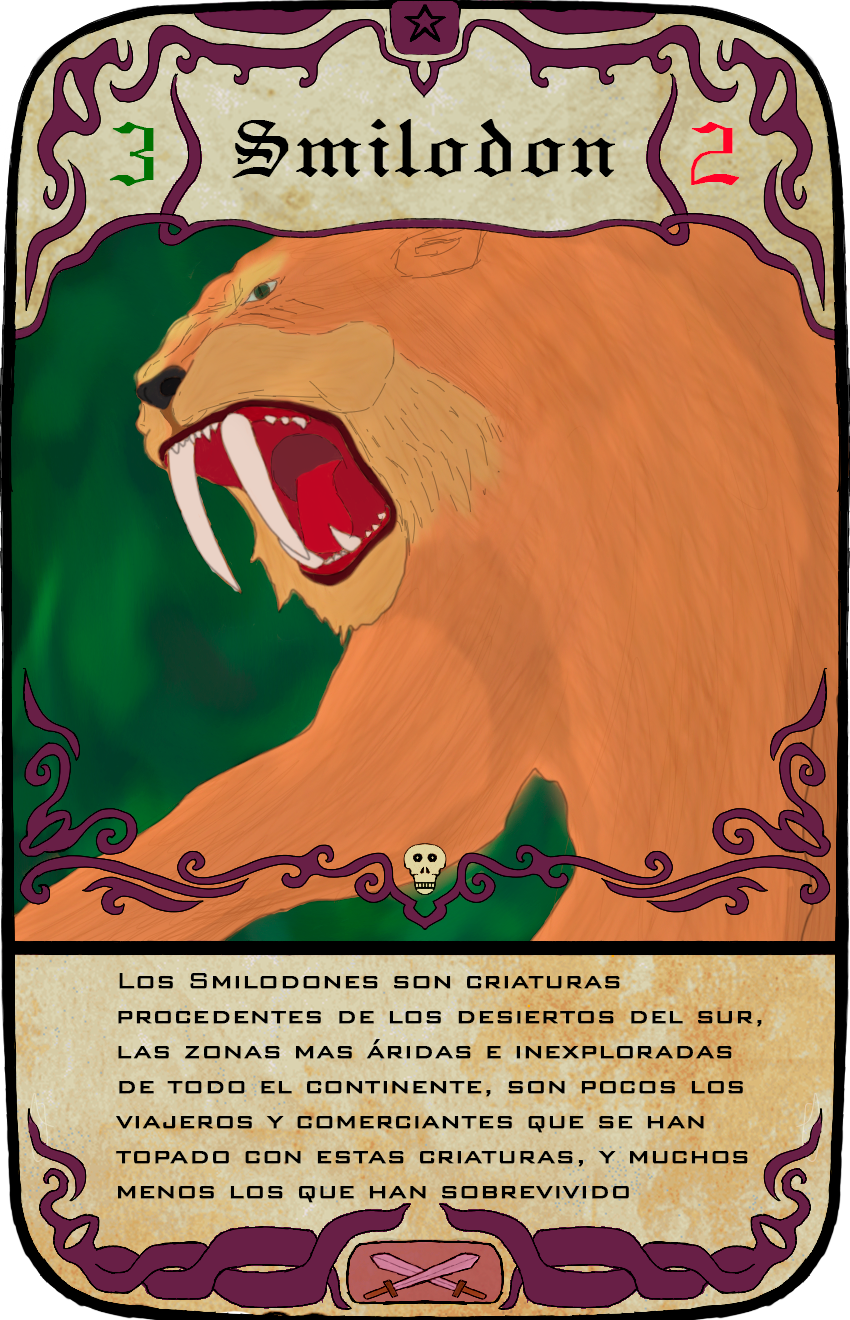 3 Smilodon 2
Los Smilodones son criaturas
procedentes de los desiertos del sur,
las zonas mas áridas e inexploradas
de todo el continente, son pocos los
viajeros y comerciantes que se han
topado con estas criaturas, y muchos
menos los que han sobrevivido